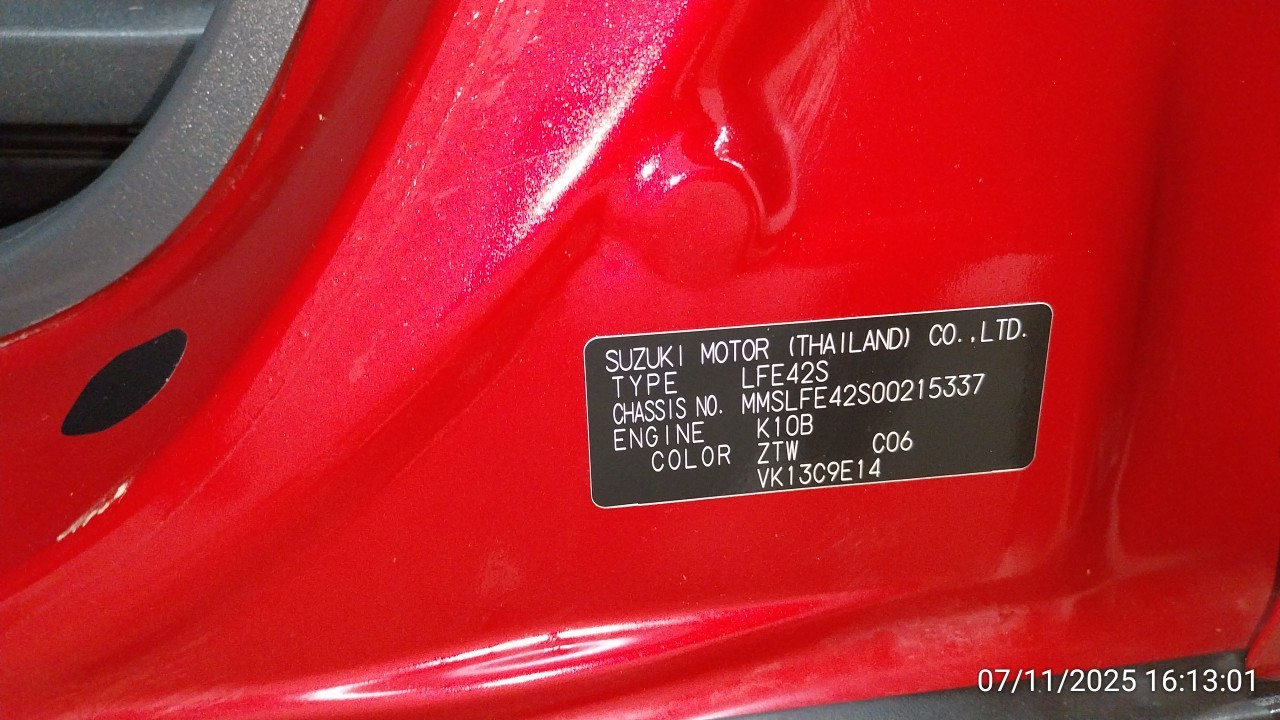 SUZUKI MOTOR (THAILAND) CO.,LTD.
TYPE LFE42S
CHASSIS NO. MMSLFE42S00215337
ENGINE K10B
COLOR ZTW C06
VK13C9E14
07/11/2025 16:13:01